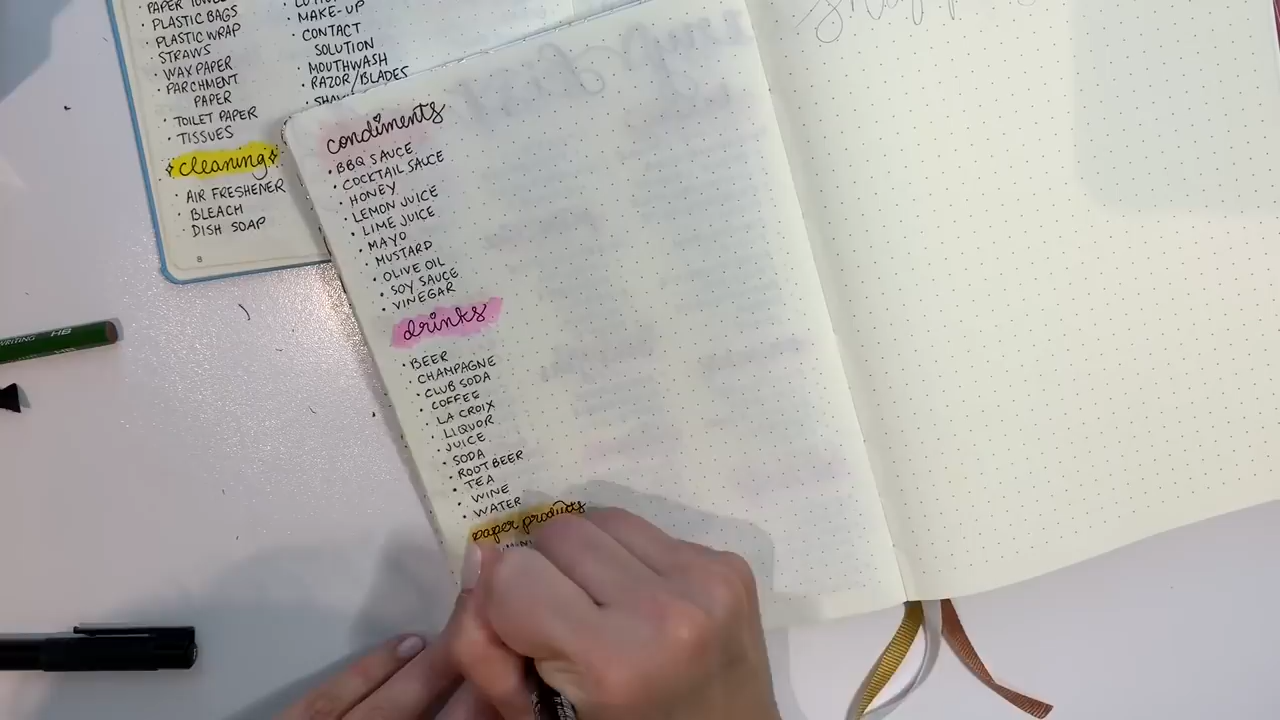 PLASTIC BAGS
PLASTIC WRAP
STRAWS
WAX PAPER
PARCHMENT
PAPER
TOILET PAPER
TISSUES
cleaning
AIR FRESHENER
BLEACH
DISH SOAP
8
MAKE-UP
CONTACT
SOLUTION
MOUTHWASH
RAZOR/BLADES
condiments
BBQ SAUCE
COCKTAIL SAUCE
HONEY
LEMON JUICE
LIME JUICE
MAYO
MUSTARD
OLIVE OIL
SOY SAUCE
VINEGAR
drinks
BEER
CHAMPAGNE
CLUB SODA
COFFEE
LA CROIX
LIQUOR
JUICE
SODA
ROOT BEER
TEA
WINE
WATER
paper products
HB